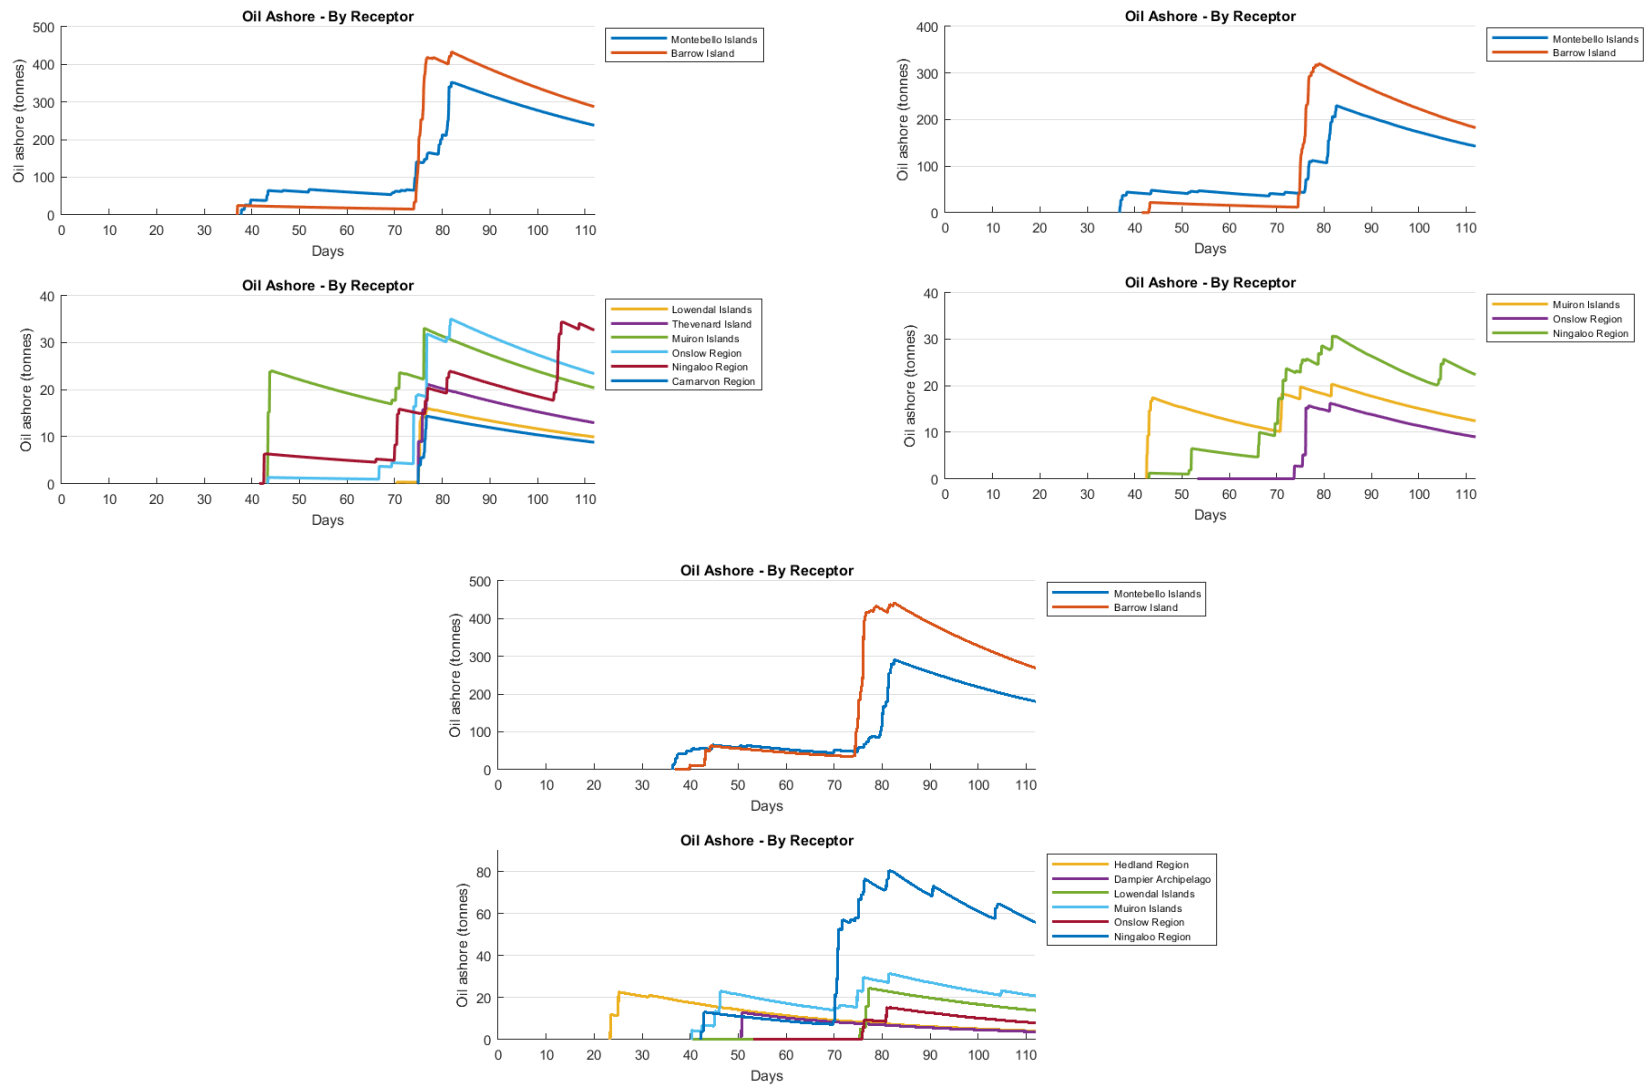 Oil Ashore - By Receptor
500
400
300
200
100
0
Oil ashore (tonnes)
0 10 20 30 40 50 60 70 80 90 100 110
Days
Montebello Islands
Barrow Island
Oil Ashore - By Receptor
400
300
200
100
0
Oil ashore (tonnes)
0 10 20 30 40 50 60 70 80 90 100 110
Days
Montebello Islands
Barrow Island
Oil Ashore - By Receptor
40
30
20
10
0
Oil ashore (tonnes)
0 10 20 30 40 50 60 70 80 90 100 110
Days
Lowendal Islands
Thevenard Island
Muiron Islands
Onslow Region
Ningaloo Region
Carnarvon Region
Oil Ashore - By Receptor
40
30
20
10
0
Oil ashore (tonnes)
0 10 20 30 40 50 60 70 80 90 100 110
Days
Muiron Islands
Onslow Region
Ningaloo Region
Oil Ashore - By Receptor
500
400
300
200
100
0
Oil ashore (tonnes)
0 10 20 30 40 50 60 70 80 90 100 110
Days
Montebello Islands
Barrow Island
Oil Ashore - By Receptor
80
60
40
20
0
Oil ashore (tonnes)
0 10 20 30 40 50 60 70 80 90 100 110
Days
Hedland Region
Dampier Archipelago
Lowendal Islands
Muiron Islands
Onslow Region
Ningaloo Region